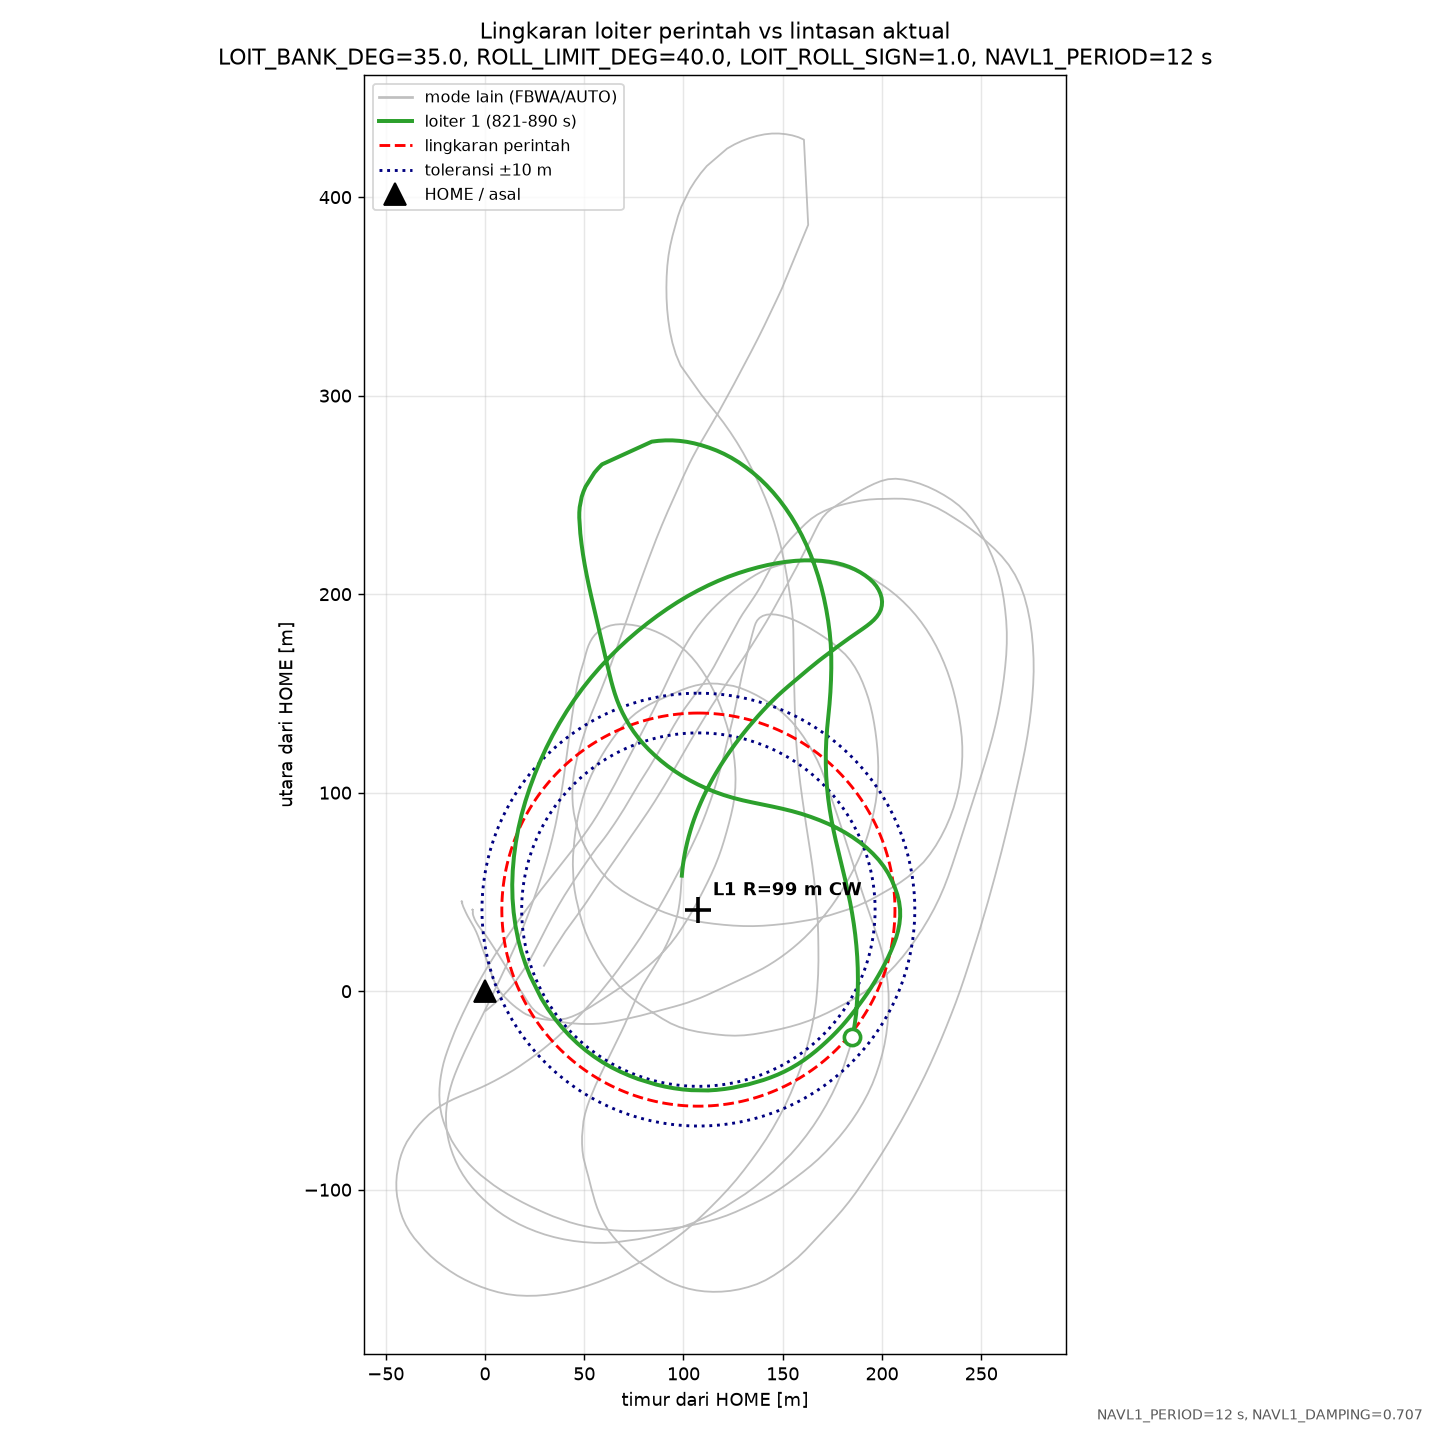 Lingkaran loiter perintah vs lintasan aktual
LOIT_BANK_DEG=35.0, ROLL_LIMIT_DEG=40.0, LOIT_ROLL_SIGN=1.0, NAVL1_PERIOD=12 s
mode lain (FBWA/AUTO)
loiter 1 (821-890 s)
lingkaran perintah
toleransi ±10 m
HOME / asal
400
300
200
100
0
−100
utara dari HOME [m]
L1 R=99 m CW
−50 0 50 100 150 200 250
timur dari HOME [m]
NAVL1_PERIOD=12 s, NAVL1_DAMPING=0.707